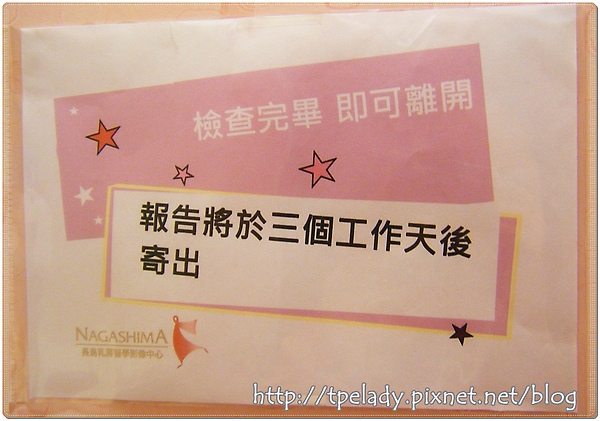 檢查完畢 即可離開
報告將於三個工作天後
寄出
NAGASHIMA
長島乳房醫學影像中心
http://tpelady.pixnet.net/blog